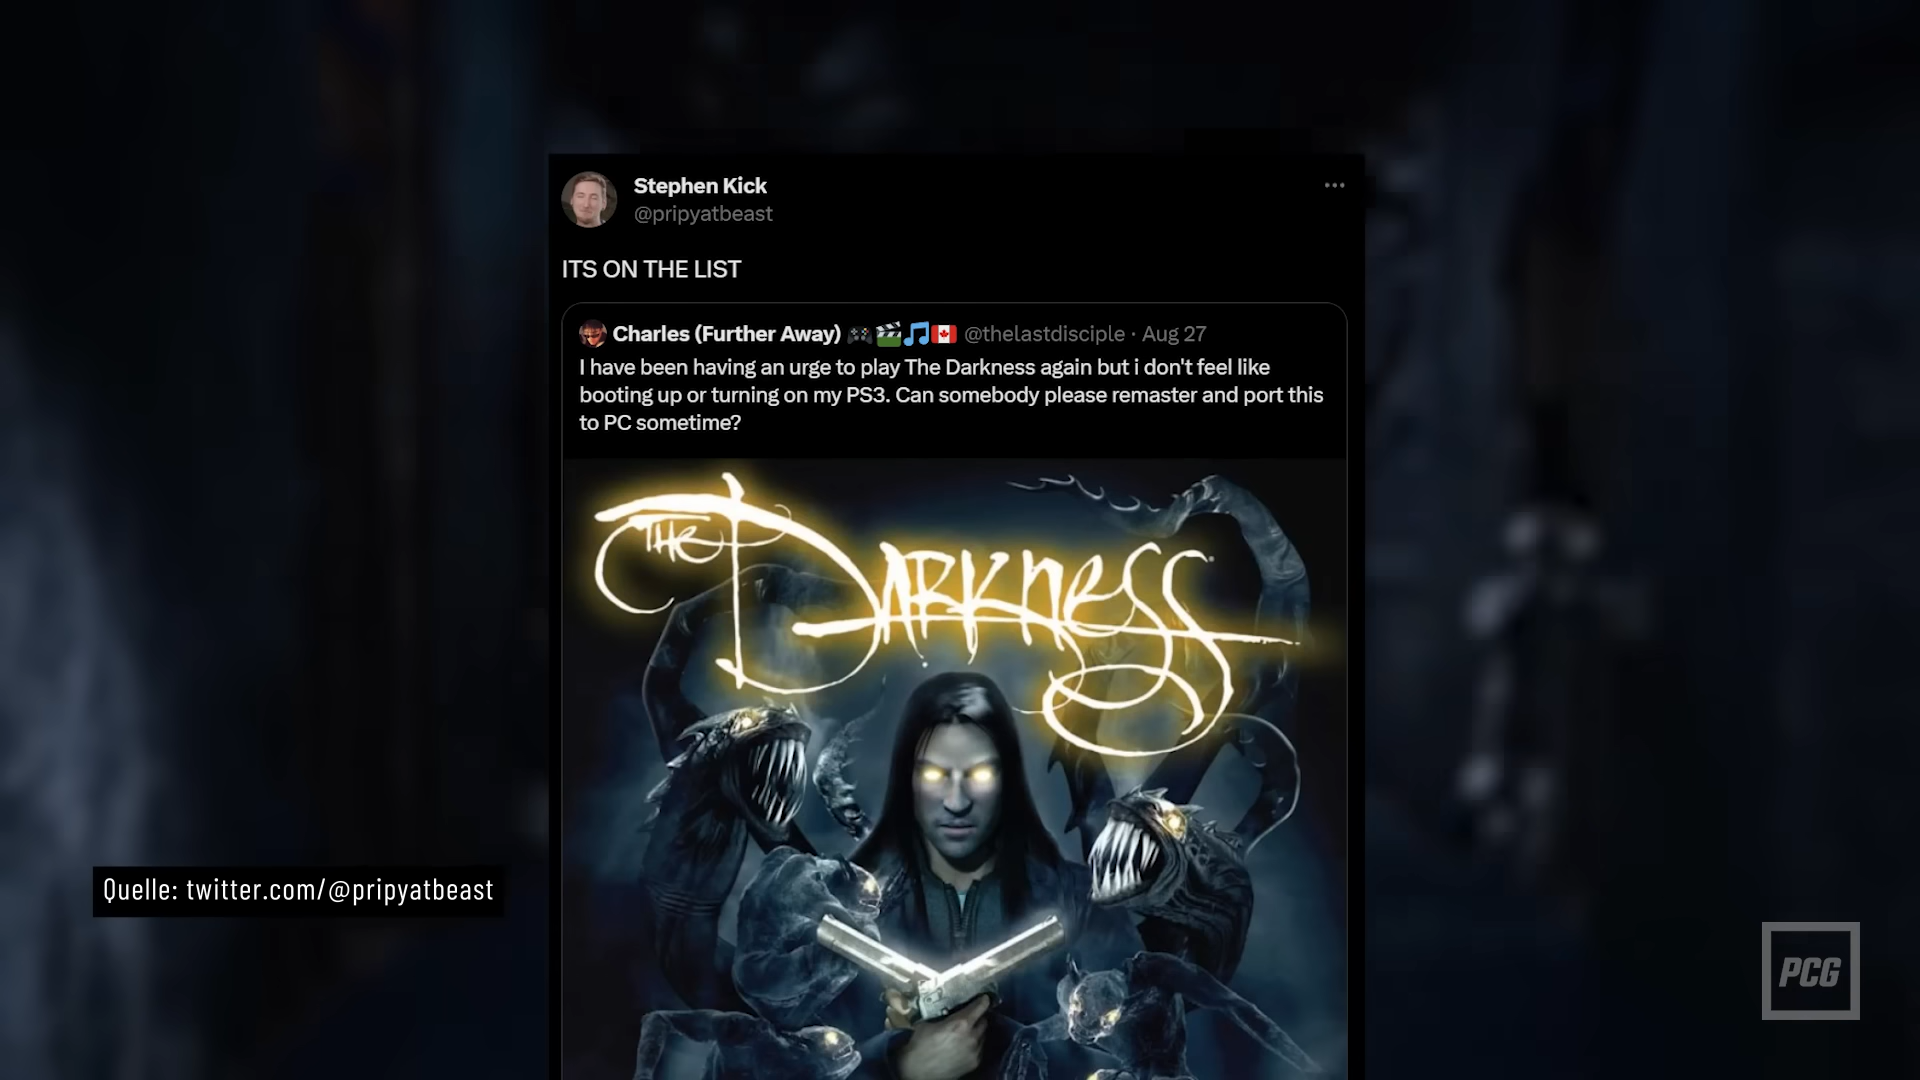 Stephen Kick
@pripyatbeast
ITS ON THE LIST
Charles (Further Away) 🎮🎬🎵🇨🇦 @thelastdisciple · Aug 27
I have been having an urge to play The Darkness again but i don't feel like
booting up or turning on my PS3. Can somebody please remaster and port this
to PC sometime?
THE DARKNESS
Quelle: twitter.com/@pripyatbeast
PCG